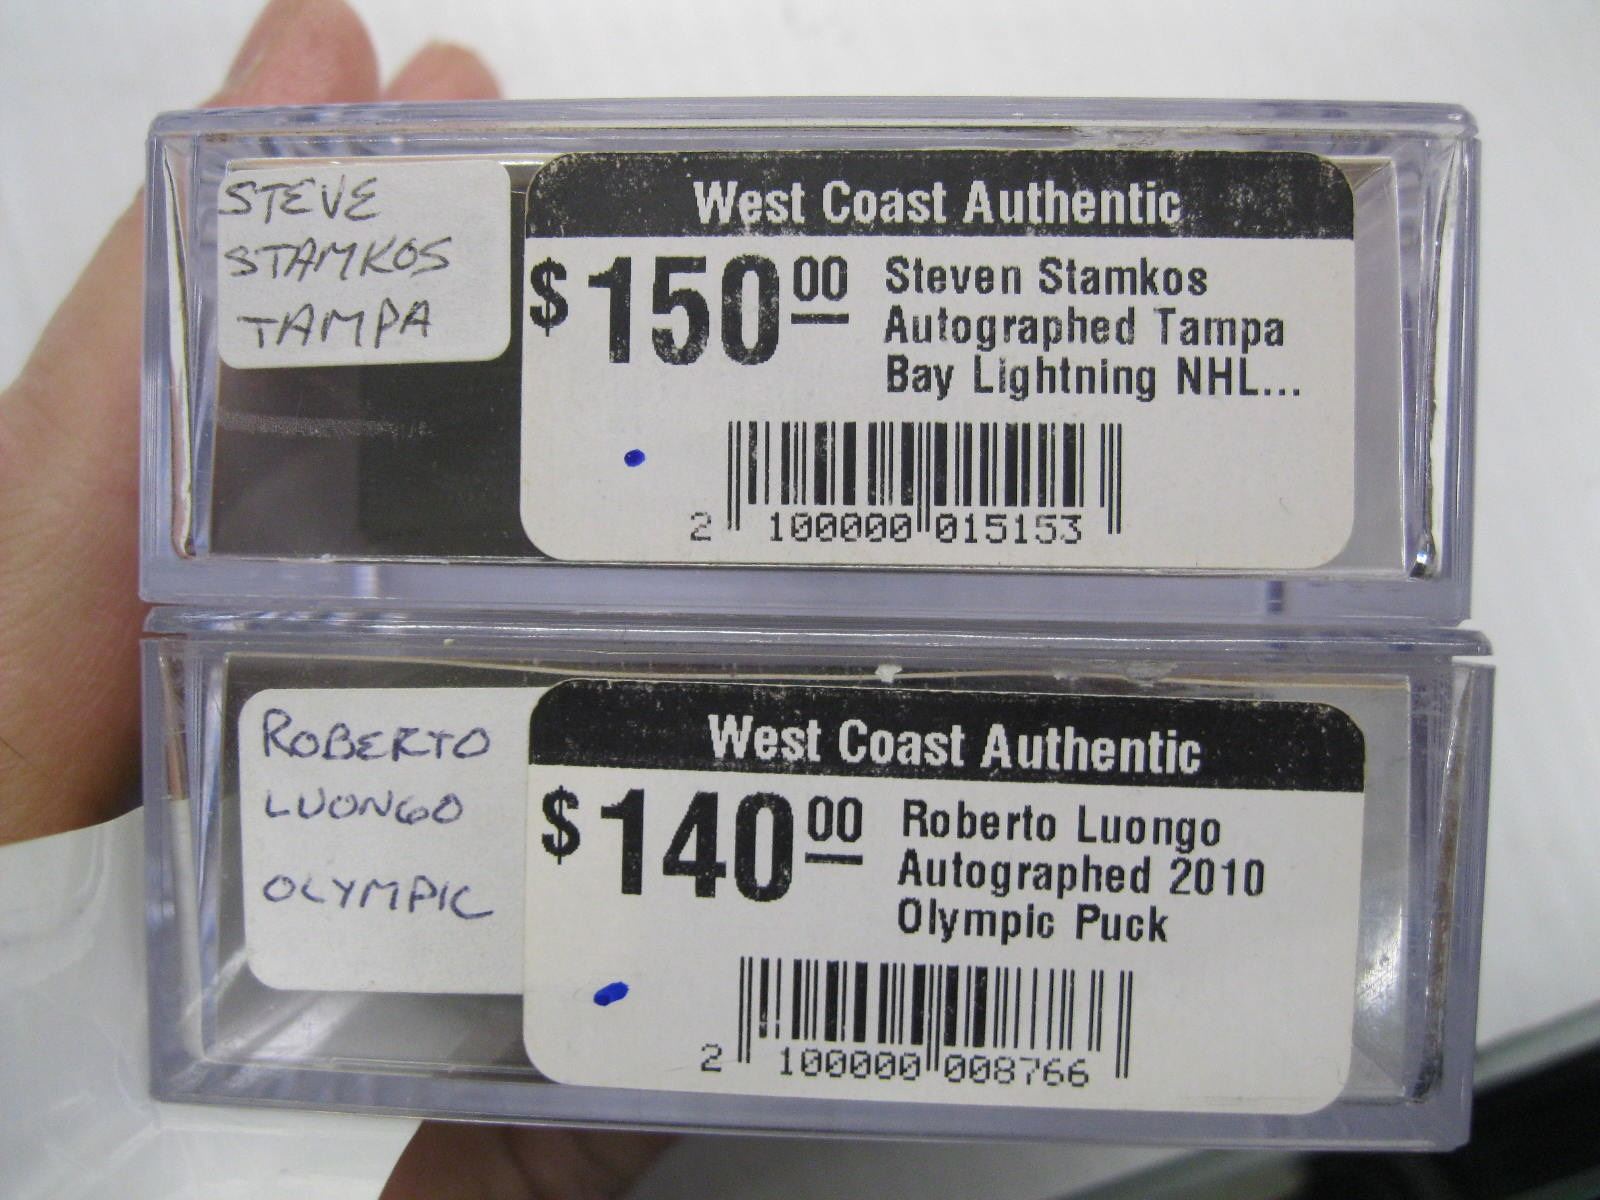 STEVE
STAMKOS
TAMPA
West Coast Authentic
$150 00
Steven Stamkos
Autographed Tampa
Bay Lightning NHL...
2 100000 015153
ROBERTO
LUONGO
OLYMPIC
West Coast Authentic
$140 00
Roberto Luongo
Autographed 2010
Olympic Puck
2 100000 008766